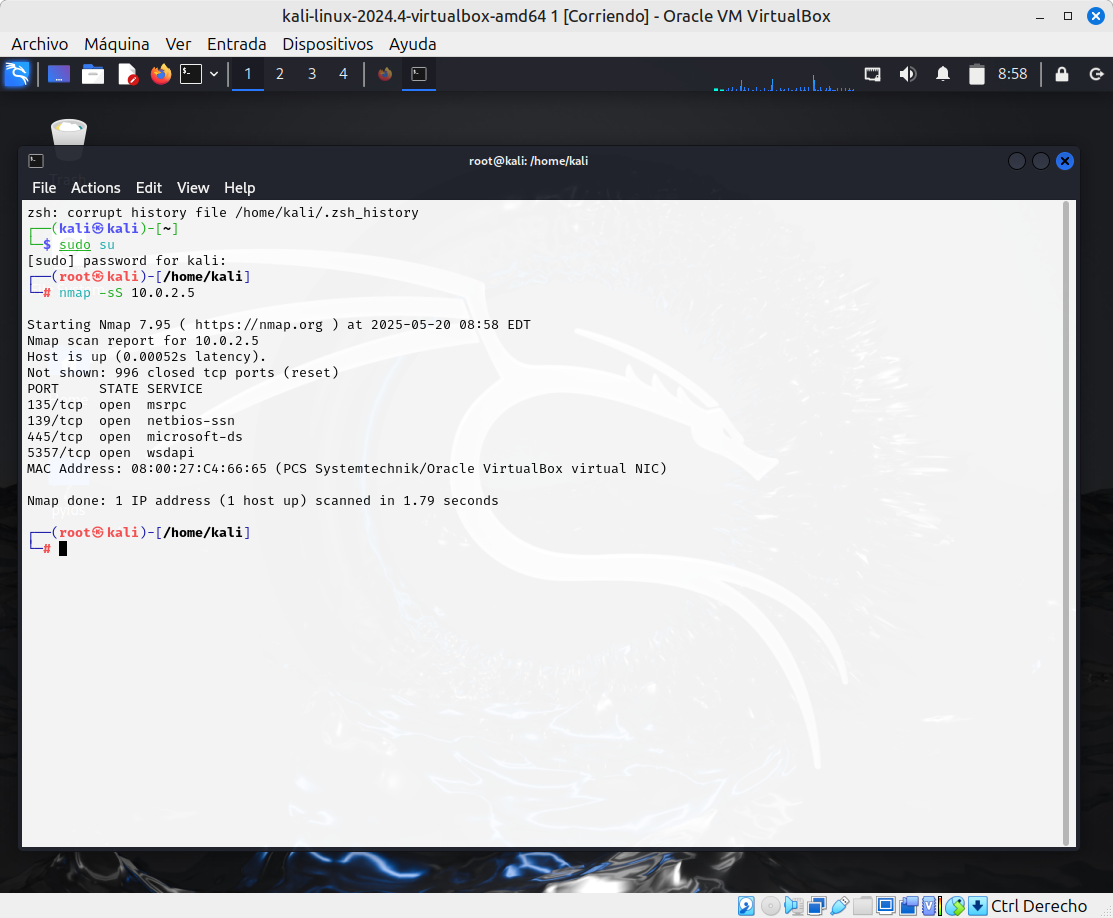 kali-linux-2024.4-virtualbox-amd64 1 [Corriendo] - Oracle VM VirtualBox
Archivo Máquina Ver Entrada Dispositivos Ayuda
1 2 3 4 8:58
root@kali: /home/kali
File Actions Edit View Help
zsh: corrupt history file /home/kali/.zsh_history
┌──(kali㉿kali)-[~]
└─$ sudo su
[sudo] password for kali:
┌──(root㉿kali)-[/home/kali]
└─# nmap -sS 10.0.2.5
Starting Nmap 7.95 ( https://nmap.org ) at 2025-05-20 08:58 EDT
Nmap scan report for 10.0.2.5
Host is up (0.00052s latency).
Not shown: 996 closed tcp ports (reset)
PORT     STATE SERVICE
135/tcp  open  msrpc
139/tcp  open  netbios-ssn
445/tcp  open  microsoft-ds
5357/tcp open  wsdapi
MAC Address: 08:00:27:C4:66:65 (PCS Systemtechnik/Oracle VirtualBox virtual NIC)
Nmap done: 1 IP address (1 host up) scanned in 1.79 seconds
┌──(root㉿kali)-[/home/kali]
└─#
Ctrl Derecho